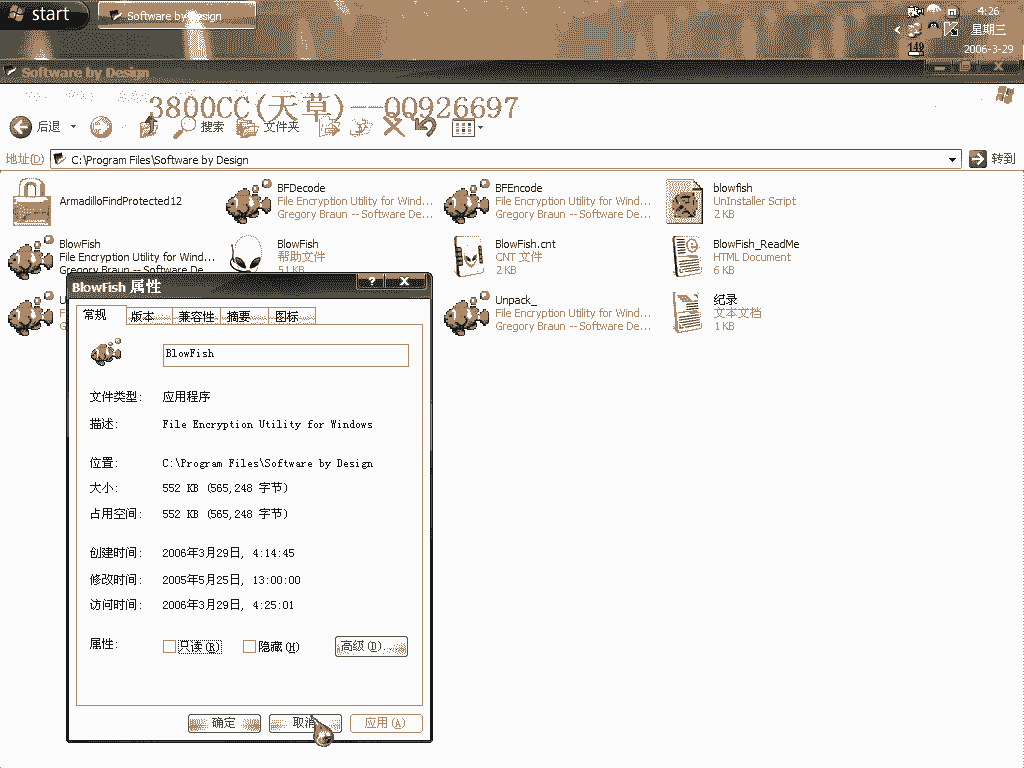 start
Software by Design
4:26
星期三
149
2006-3-29
Software by Design
3800CC(天草)--QQ926697
后退
搜索
文件夹
地址(D)
C:\Program Files\Software by Design
转到
ArmadilloFindProtected12
BFDecode
File Encryption Utility for Wind...
Gregory Braun -- Software De...
BFEncode
File Encryption Utility for Wind...
Gregory Braun -- Software De...
blowfish
UnInstaller Script
2 KB
BlowFish
File Encryption Utility for Wind...
Gregory Braun -- Software De...
BlowFish
帮助文件
51 KB
BlowFish.cnt
CNT 文件
2 KB
BlowFish_ReadMe
HTML Document
6 KB
Unpack_
File Encryption Utility for Wind...
Gregory Braun -- Software De...
纪录
文本文档
1 KB
BlowFish 属性
常规
版本
兼容性
摘要
图标
BlowFish
文件类型:
应用程序
描述:
File Encryption Utility for Windows
位置:
C:\Program Files\Software by Design
大小:
552 KB (565,248 字节)
占用空间:
552 KB (565,248 字节)
创建时间:
2006年3月29日, 4:14:45
修改时间:
2005年5月25日, 13:00:00
访问时间:
2006年3月29日, 4:25:01
属性:
只读(R)
隐藏(H)
高级(D)...
确定
取消
应用(A)